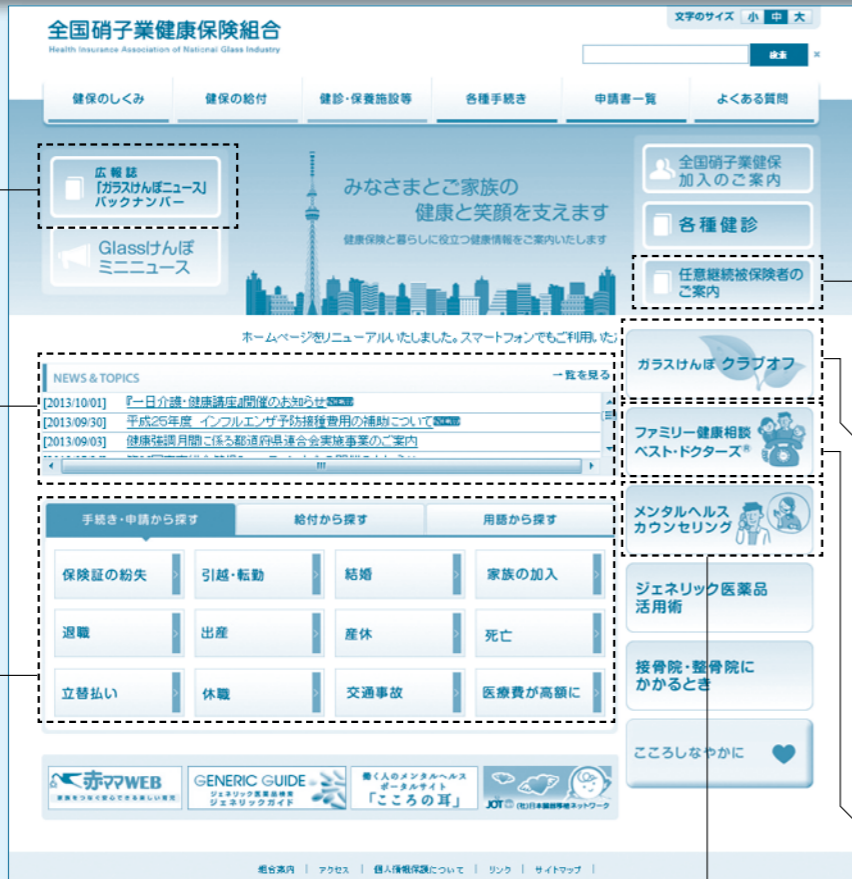 全国硝子業健康保険組合
Health Insurance Association of National Glass Industry
文字のサイズ 小 中 大
検索
健保のしくみ
健保の給付
健診・保養施設等
各種手続き
申請書一覧
よくある質問
広報誌
「ガラスけんぽニュース」
バックナンバー
Glassけんぽ
ミニニュース
みなさまとご家族の
健康と笑顔を支えます
健康保険と暮らしに役立つ健康情報をご案内いたします
全国硝子業健保
加入のご案内
各種健診
任意継続被保険者の
ご案内
ホームページをリニューアルいたしました。スマートフォンでもご利用いた
NEWS & TOPICS
一覧を見る
[2013/10/01] 『一日介護・健康講座』開催のお知らせ NEW
[2013/09/30] 平成25年度 インフルエンザ予防接種費用の補助について NEW
[2013/09/03] 健康強調月間に係る都道府県連合会実施事業のご案内
ガラスけんぽ クラブオフ
ファミリー健康相談
ベスト・ドクターズ®
メンタルヘルス
カウンセリング
ジェネリック医薬品
活用術
接骨院・整骨院に
かかるとき
こころしなやかに
手続き・申請から探す
給付から探す
用語から探す
保険証の紛失
引越・転勤
結婚
家族の加入
退職
出産
産休
死亡
立替払い
休職
交通事故
医療費が高額に
赤ママWEB
GENERIC GUIDE
ジェネリック医薬品検索
ジェネリックガイド
働く人のメンタルヘルス
ポータルサイト
「こころの耳」
JOT (社)日本臓器移植ネットワーク
組合案内 | アクセス | 個人情報保護について | リンク | サイトマップ |